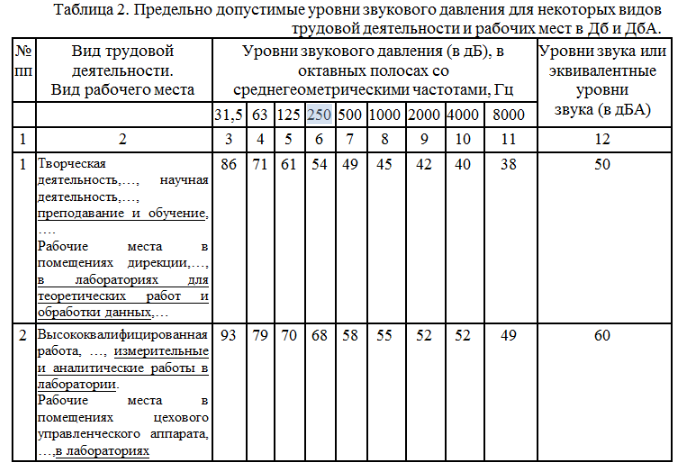 Таблица 2. Предельно допустимые уровни звукового давления для некоторых видов
трудовой деятельности и рабочих мест в Дб и ДбА.
№ пп
Вид трудовой деятельности. Вид рабочего места
Уровни звукового давления (в дБ), в октавных полосах со среднегеометрическими частотами, Гц
Уровни звука или эквивалентные уровни звука (в дБА)
31,5 63 125 250 500 1000 2000 4000 8000
1 2 3 4 5 6 7 8 9 10 11 12
1 Творческая 86 71 61 54 49 45 42 40 38 50
деятельность,…, научная
деятельность,…,
преподавание и обучение,
….
Рабочие места в
помещениях дирекции,…,
в лабораториях для
теоретических работ и
обработки данных,…
2 Высококвалифицированная 93 79 70 68 58 55 52 52 49 60
работа, …, измерительные
и аналитические работы в
лаборатории.
Рабочие места в
помещениях цехового
управленческого аппарата,
…,в лабораториях